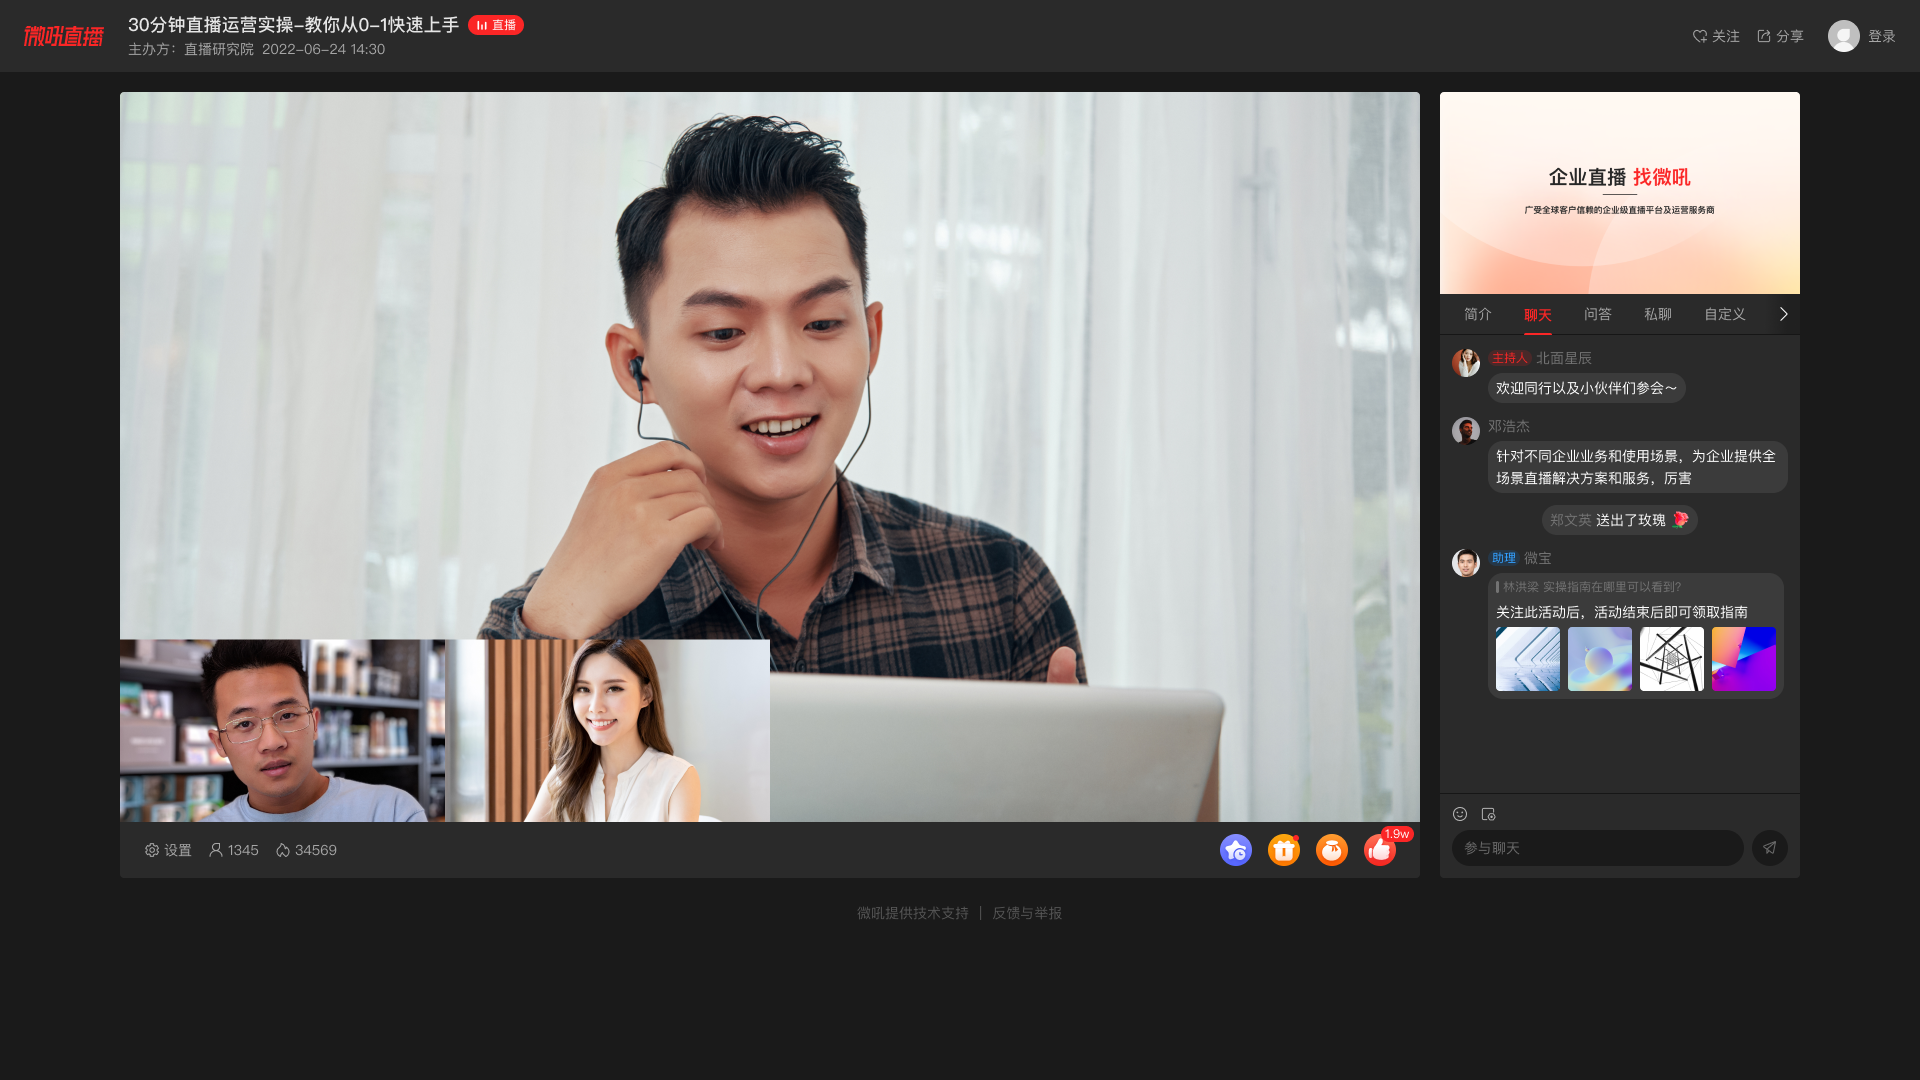 微吼直播
30分钟直播运营实操-教你从0-1快速上手 直播
主办方：直播研究院 2022-06-24 14:30
关注 分享 登录
企业直播 找微吼
广受全球客户信赖的企业级直播平台及运营服务商
简介 聊天 问答 私聊 自定义
主持人 北面星辰
欢迎同行以及小伙伴们参会～
邓浩杰
针对不同企业业务和使用场景，为企业提供全
场景直播解决方案和服务，厉害
郑文英 送出了玫瑰
助理 微宝
林洪梁 实操指南在哪里可以看到?
关注此活动后，活动结束后即可领取指南
设置 1345 34569
1.9w
参与聊天
微吼提供技术支持 | 反馈与举报